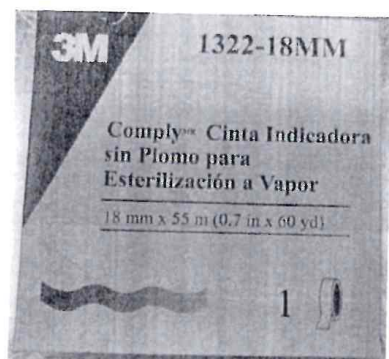 3M
1322-18MM
Comply™ Cinta Indicadora
sin Plomo para
Esterilización a Vapor
18 mm x 55 m (0.7 in x 60 yd)
1